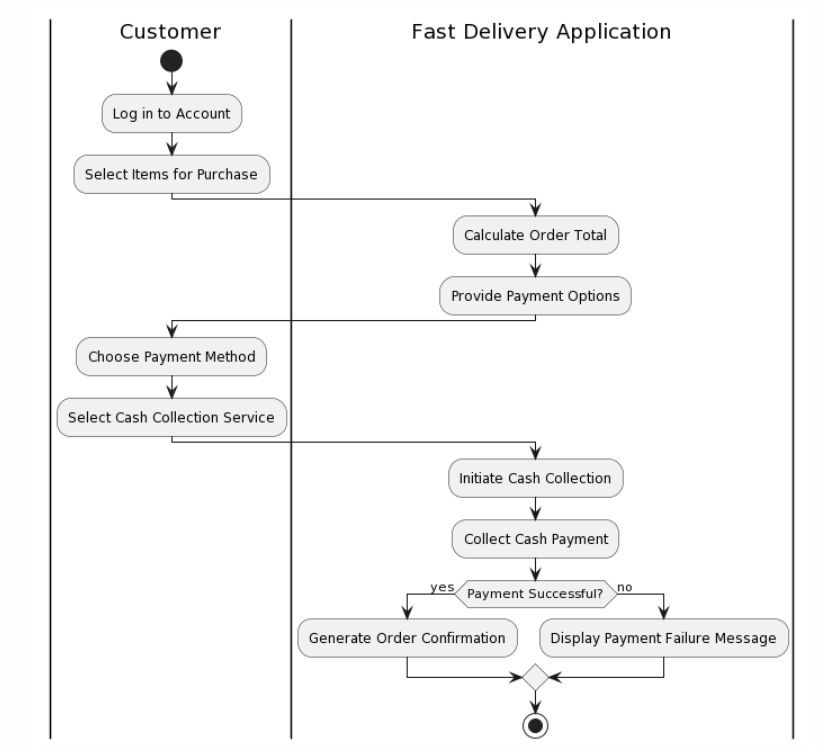 Customer
Fast Delivery Application
Log in to Account
Select Items for Purchase
Calculate Order Total
Provide Payment Options
Choose Payment Method
Select Cash Collection Service
Initiate Cash Collection
Collect Cash Payment
yes
Payment Successful?
no
Generate Order Confirmation
Display Payment Failure Message